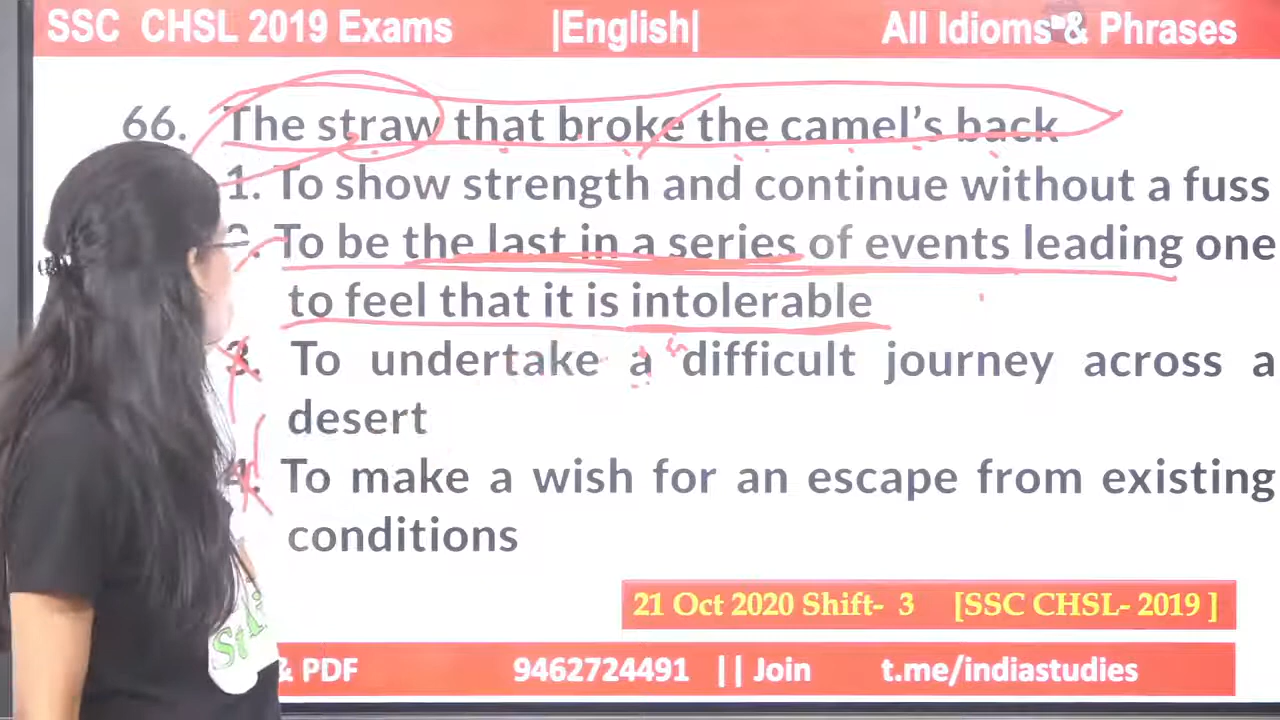 SSC CHSL 2019 Exams |English| All Idioms & Phrases
66. The straw that broke the camel's back
1. To show strength and continue without a fuss
2. To be the last in a series of events leading one
to feel that it is intolerable
3. To undertake a difficult journey across a
desert
4. To make a wish for an escape from existing
conditions
21 Oct 2020 Shift- 3 [SSC CHSL- 2019 ]
& PDF 9462724491 || Join t.me/indiastudies